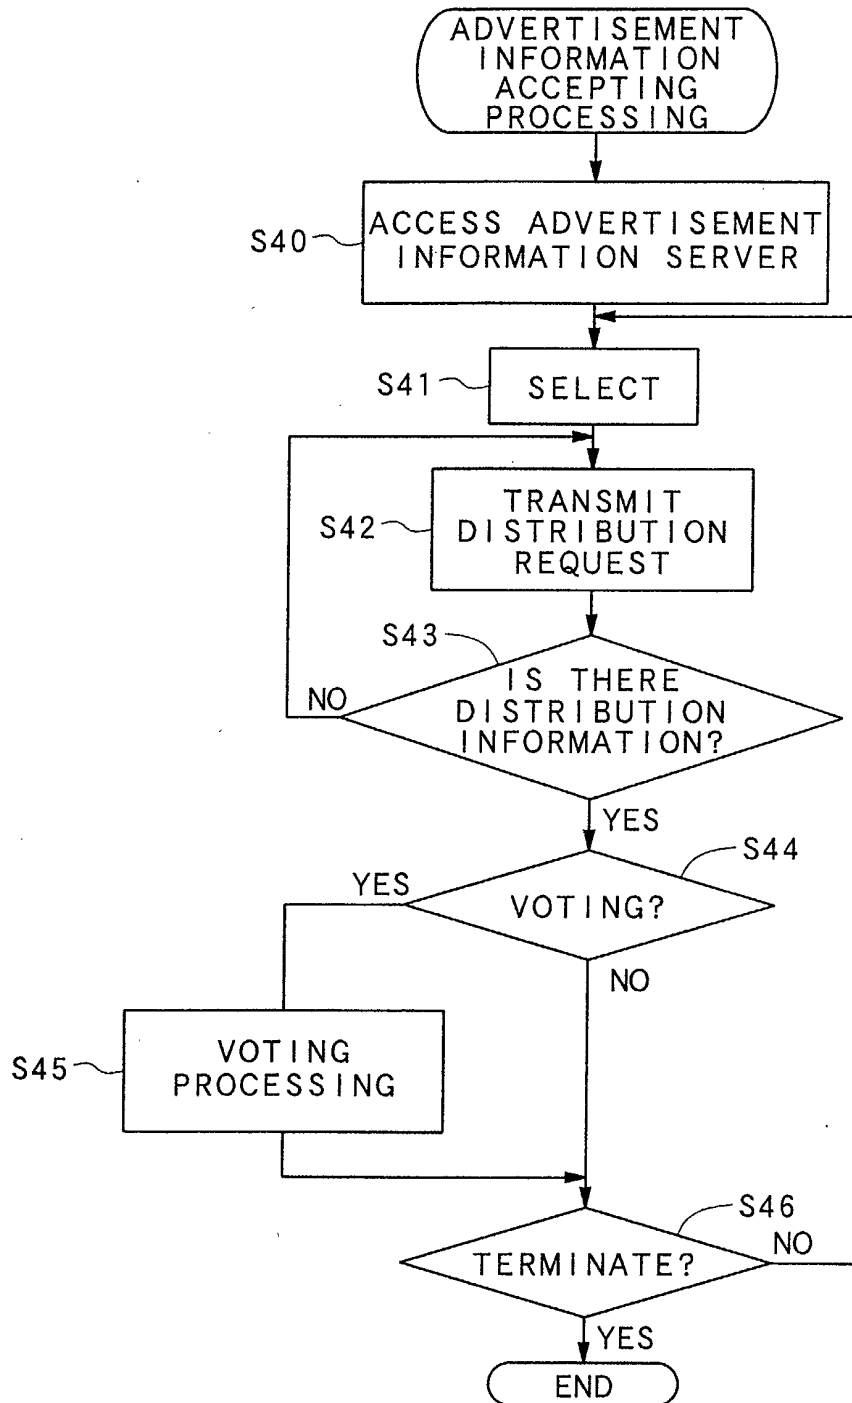 ADVERTISEMENT
INFORMATION
ACCEPTING
PROCESSING
S40
ACCESS ADVERTISEMENT
INFORMATION SERVER
S41
SELECT
S42
TRANSMIT
DISTRIBUTION
REQUEST
S43
IS THERE
DISTRIBUTION
INFORMATION?
NO
YES
S44
YES
VOTING?
NO
S45
VOTING
PROCESSING
S46
TERMINATE?
NO
YES
END